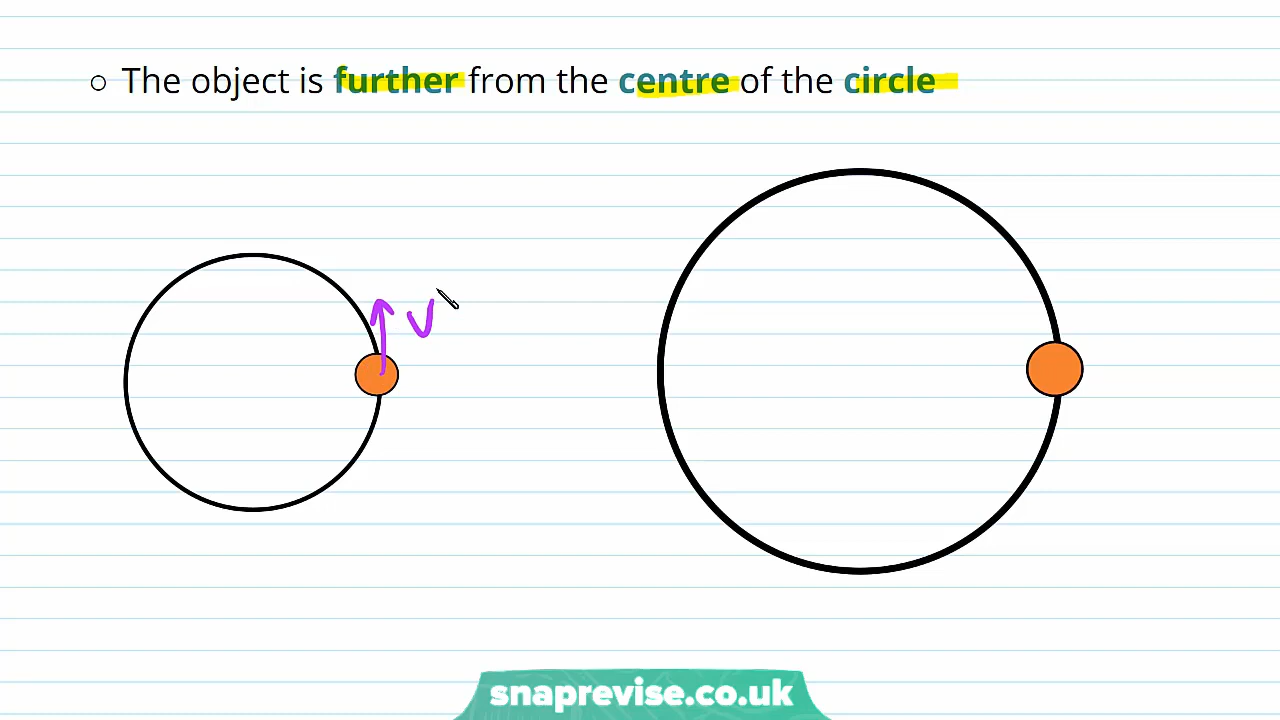 ○ The object is further from the centre of the circle
v
snaprevise.co.uk